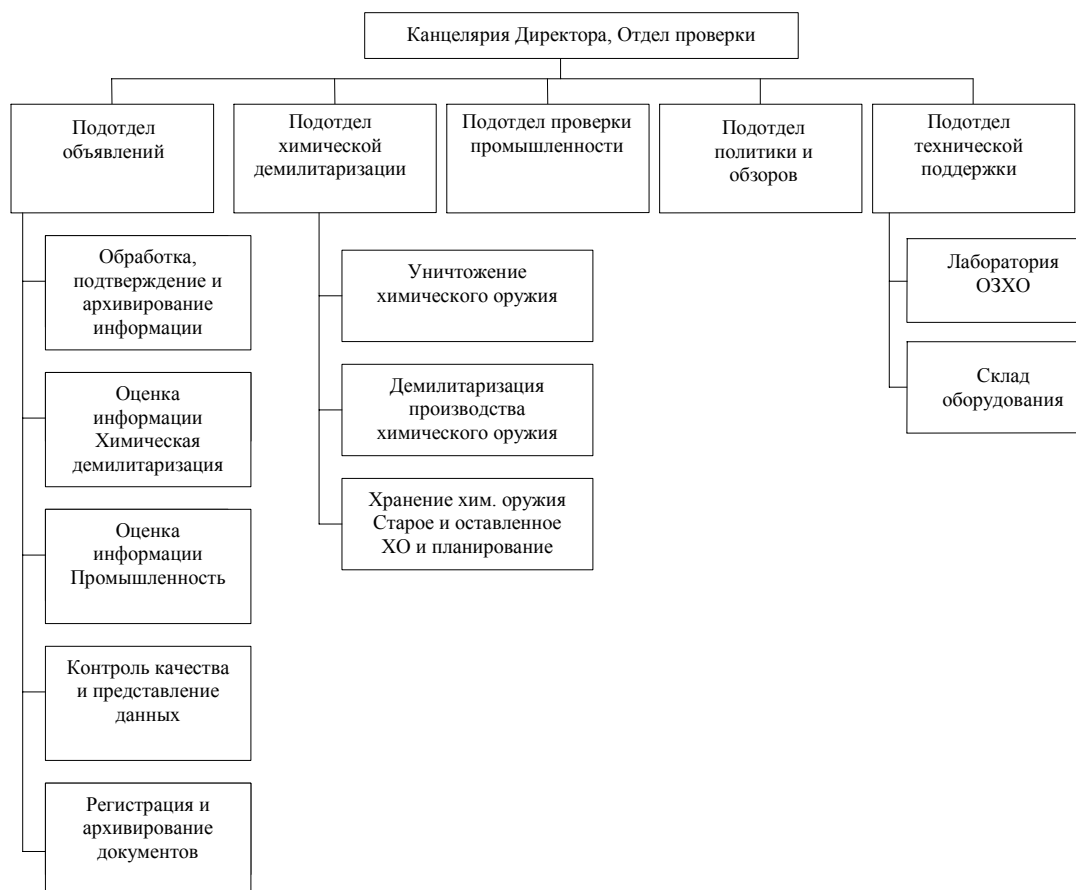 Канцелярия Директора, Отдел проверки
Подотдел
объявлений
Подотдел
химической
демилитаризации
Подотдел проверки
промышленности
Подотдел
политики и
обзоров
Подотдел
технической
поддержки
Обработка,
подтверждение и
архивирование
информации
Оценка
информации
Химическая
демилитаризация
Оценка
информации
Промышленность
Контроль качества
и представление
данных
Регистрация и
архивирование
документов
Уничтожение
химического оружия
Демилитаризация
производства
химического оружия
Хранение хим. оружия
Старое и оставленное
ХО и планирование
Лаборатория
ОЗХО
Склад
оборудования